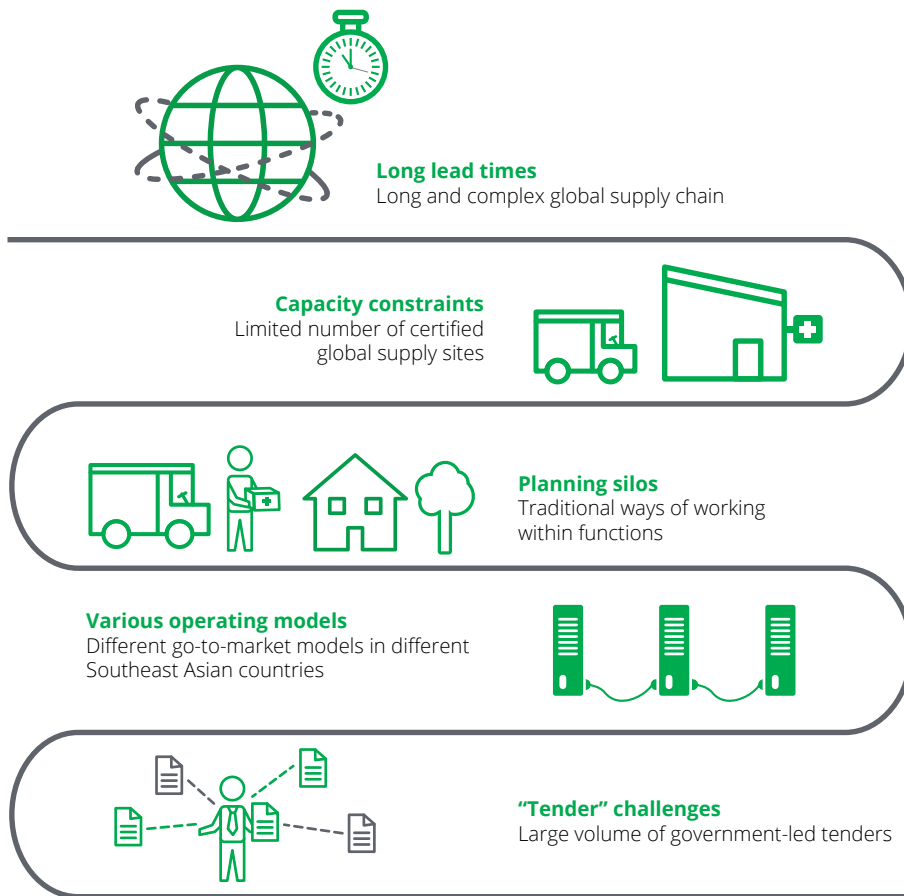 Long lead times
Long and complex global supply chain
Capacity constraints
Limited number of certified
global supply sites
Planning silos
Traditional ways of working
within functions
Various operating models
Different go-to-market models in different
Southeast Asian countries
“Tender” challenges
Large volume of government-led tenders